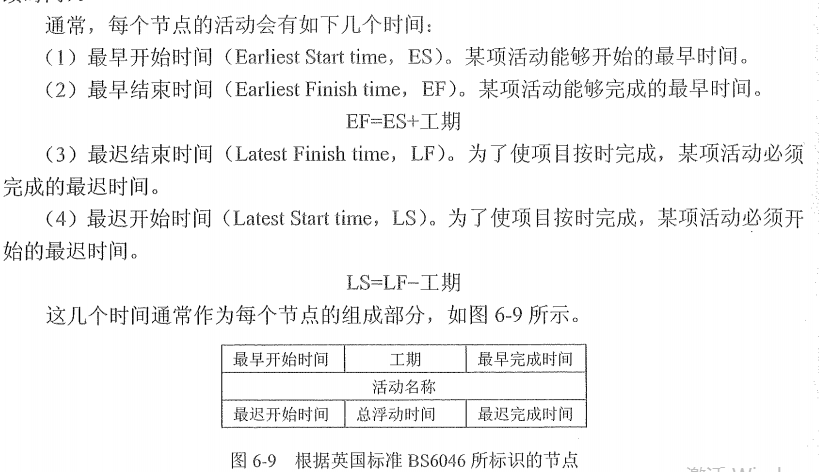 通常，每个节点的活动会有如下几个时间：
（1）最早开始时间（Earliest Start time，ES）。某项活动能够开始的最早时间。
（2）最早结束时间（Earliest Finish time，EF）。某项活动能够完成的最早时间。
EF=ES+工期
（3）最迟结束时间（Latest Finish time，LF）。为了使项目按时完成，某项活动必须
完成的最迟时间。
（4）最迟开始时间（Latest Start time，LS）。为了使项目按时完成，某项活动必须开
始的最迟时间。
LS=LF−工期
这几个时间通常作为每个节点的组成部分，如图 6-9 所示。
最早开始时间 工期 最早完成时间
活动名称
最迟开始时间 总浮动时间 最迟完成时间
图 6-9 根据英国标准 BS6046 所标识的节点